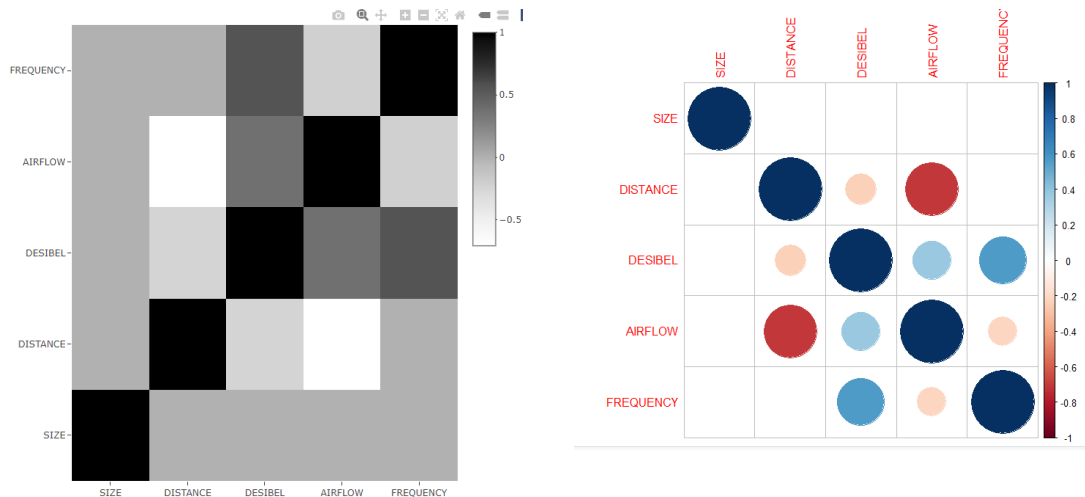 FREQUENCY
AIRFLOW
DESIBEL
DISTANCE
SIZE
SIZE DISTANCE DESIBEL AIRFLOW FREQUENCY
1
0.5
0
−0.5
SIZE DISTANCE DESIBEL AIRFLOW FREQUENCY
SIZE
DISTANCE
DESIBEL
AIRFLOW
FREQUENCY
1
0.8
0.6
0.4
0.2
0
-0.2
-0.4
-0.6
-0.8
-1